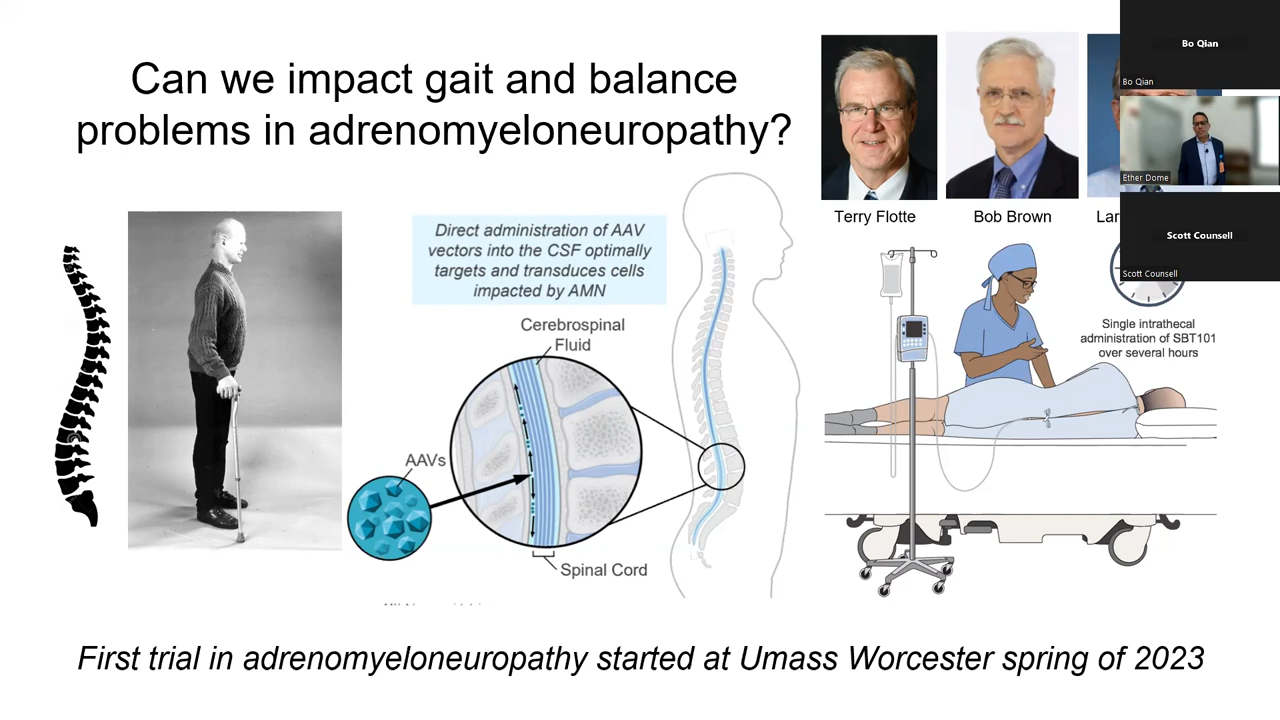 Can we impact gait and balance
problems in adrenomyeloneuropathy?
Terry Flotte
Bob Brown
Lar
Bo Qian
Bo Qian
Ether Dome
Scott Counsell
Scott Counsell
Direct administration of AAV
vectors into the CSF optimally
targets and transduces cells
impacted by AMN
Cerebrospinal
Fluid
AAVs
Spinal Cord
Single intrathecal
administration of SBT101
over several hours
First trial in adrenomyeloneuropathy started at Umass Worcester spring of 2023